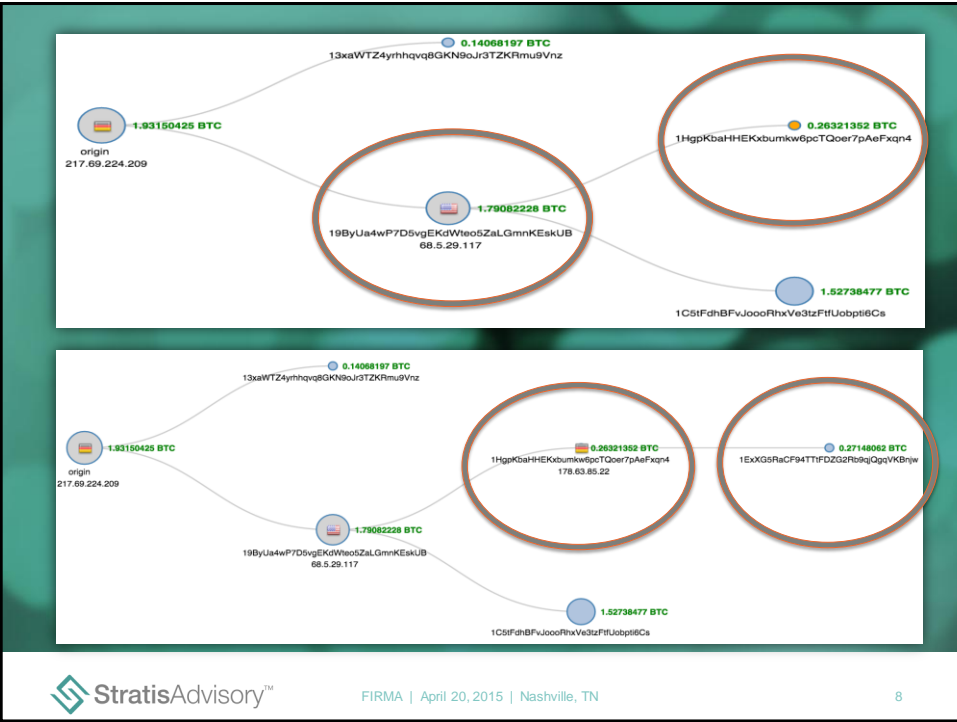 0.14068197 BTC
13xaWTZ4yrhhqvq8GKN9oJr3TZKRmu9Vnz
1.93150425 BTC
origin
217.69.224.209
0.26321352 BTC
1HgpKbaHHEKxbumkw6pcTQoer7pAeFxqn4
1.79082228 BTC
19ByUa4wP7D5vgEKdWteo5ZaLGmnKEskUB
68.5.29.117
1.52738477 BTC
1C5tFdhBFvJoooRhxVe3tzFtfUobpti6Cs
0.14068197 BTC
13xaWTZ4yrhhqvq8GKN9oJr3TZKRmu9Vnz
1.93150425 BTC
origin
217.69.224.209
0.26321352 BTC
1HgpKbaHHEKxbumkw6pcTQoer7pAeFxqn4
178.63.85.22
0.27148062 BTC
1ExXG5RaCF94TTtFDZG2Rb9qjQgqVKBnjw
1.79082228 BTC
19ByUa4wP7D5vgEKdWteo5ZaLGmnKEskUB
68.5.29.117
1.52738477 BTC
1C5tFdhBFvJoooRhxVe3tzFtfUobpti6Cs
StratisAdvisory™
FIRMA | April 20, 2015 | Nashville, TN
8